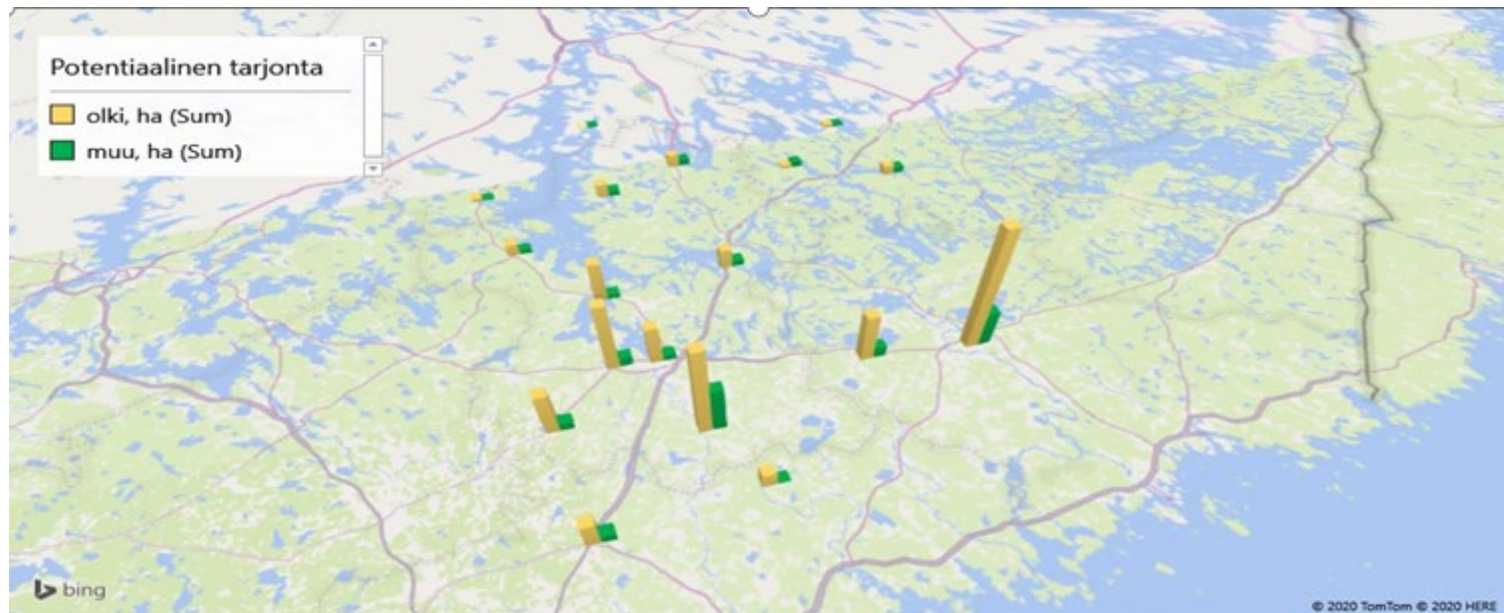 Potentiaalinen tarjonta
olki, ha (Sum)
muu, ha (Sum)
bing
© 2020 TomTom © 2020 HERE